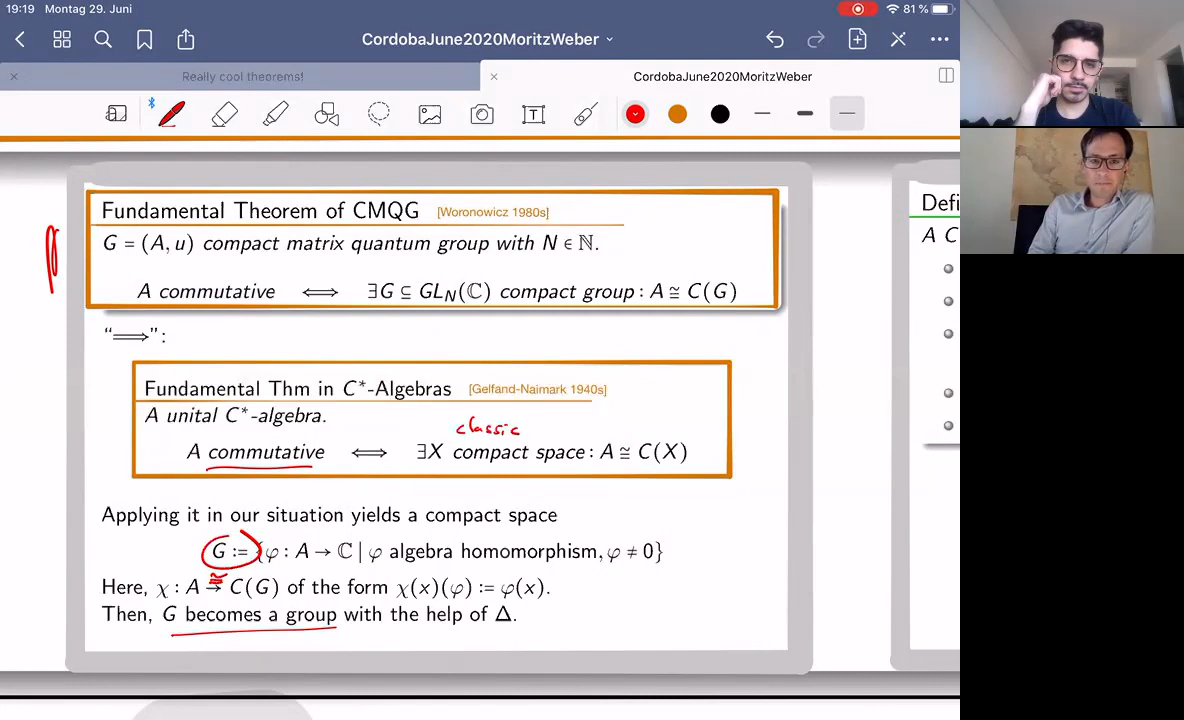 19:19 Montag 29. Juni 81 %
CordobaJune2020MoritzWeber
Really cool theorems!
CordobaJune2020MoritzWeber
T
Fundamental Theorem of CMQG [Woronowicz 1980s]
G = (A, u) compact matrix quantum group with N ∈ ℕ.
A commutative ⟺ ∃G ⊆ GL_N(ℂ) compact group : A ≅ C(G)
“⟹”:
Fundamental Thm in C*-Algebras [Gelfand-Naimark 1940s]
A unital C*-algebra.
classic
A commutative ⟺ ∃X compact space : A ≅ C(X)
Applying it in our situation yields a compact space
G := {φ : A → ℂ | φ algebra homomorphism, φ ≠ 0}
≅
Here, χ : A → C(G) of the form χ(x)(φ) := φ(x).
Then, G becomes a group with the help of Δ.
Defi
A C